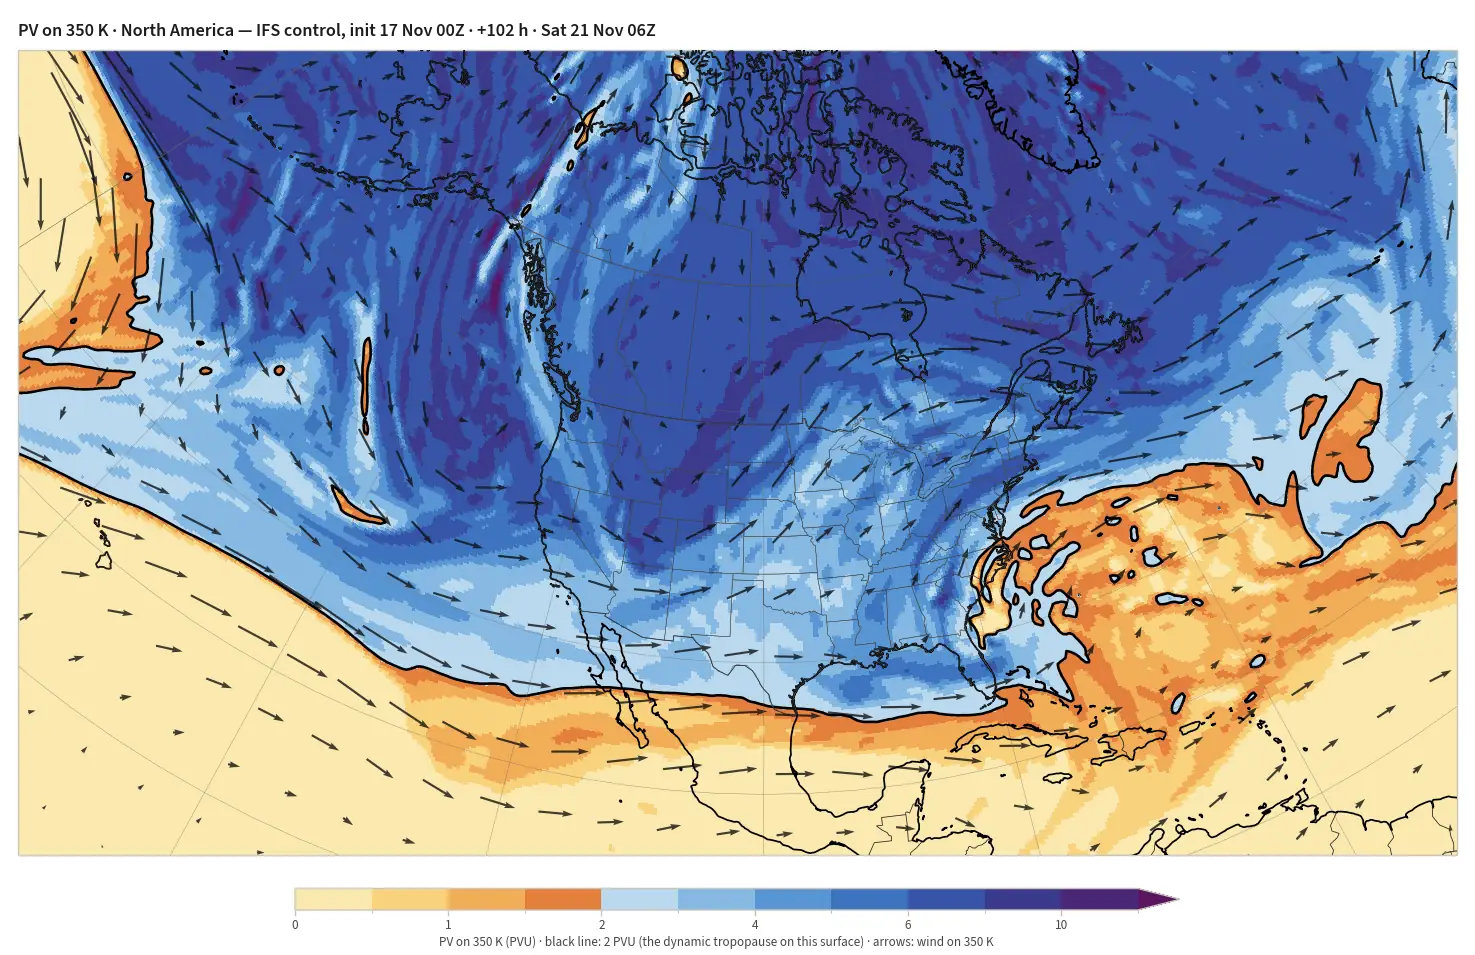 PV on 350 K · North America — IFS control, init 17 Nov 00Z · +102 h · Sat 21 Nov 06Z
0 1 2 4 6 10
PV on 350 K (PVU) · black line: 2 PVU (the dynamic tropopause on this surface) · arrows: wind on 350 K